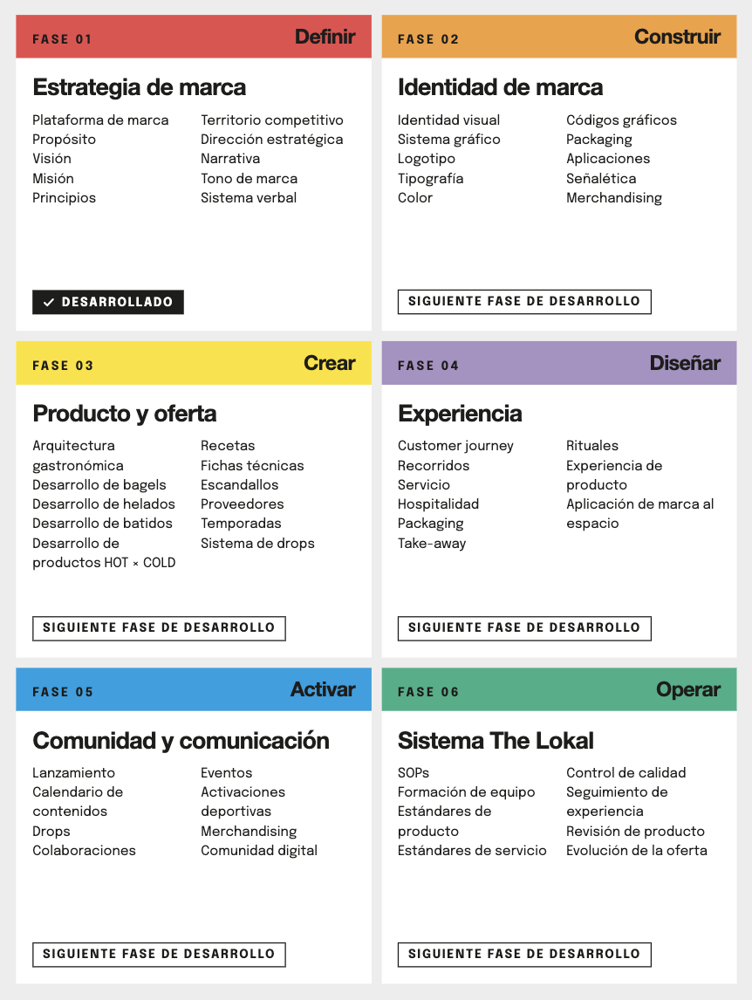 FASE 01
Definir
Estrategia de marca
Plataforma de marca
Propósito
Visión
Misión
Principios
Territorio competitivo
Dirección estratégica
Narrativa
Tono de marca
Sistema verbal
✓ DESARROLLADO
FASE 02
Construir
Identidad de marca
Identidad visual
Sistema gráfico
Logotipo
Tipografía
Color
Códigos gráficos
Packaging
Aplicaciones
Señalética
Merchandising
SIGUIENTE FASE DE DESARROLLO
FASE 03
Crear
Producto y oferta
Arquitectura
gastronómica
Desarrollo de bagels
Desarrollo de helados
Desarrollo de batidos
Desarrollo de
productos HOT × COLD
Recetas
Fichas técnicas
Escandallos
Proveedores
Temporadas
Sistema de drops
SIGUIENTE FASE DE DESARROLLO
FASE 04
Diseñar
Experiencia
Customer journey
Recorridos
Servicio
Hospitalidad
Packaging
Take-away
Rituales
Experiencia de
producto
Aplicación de marca al
espacio
SIGUIENTE FASE DE DESARROLLO
FASE 05
Activar
Comunidad y comunicación
Lanzamiento
Calendario de
contenidos
Drops
Colaboraciones
Eventos
Activaciones
deportivas
Merchandising
Comunidad digital
SIGUIENTE FASE DE DESARROLLO
FASE 06
Operar
Sistema The Lokal
SOPs
Formación de equipo
Estándares de
producto
Estándares de servicio
Control de calidad
Seguimiento de
experiencia
Revisión de producto
Evolución de la oferta
SIGUIENTE FASE DE DESARROLLO